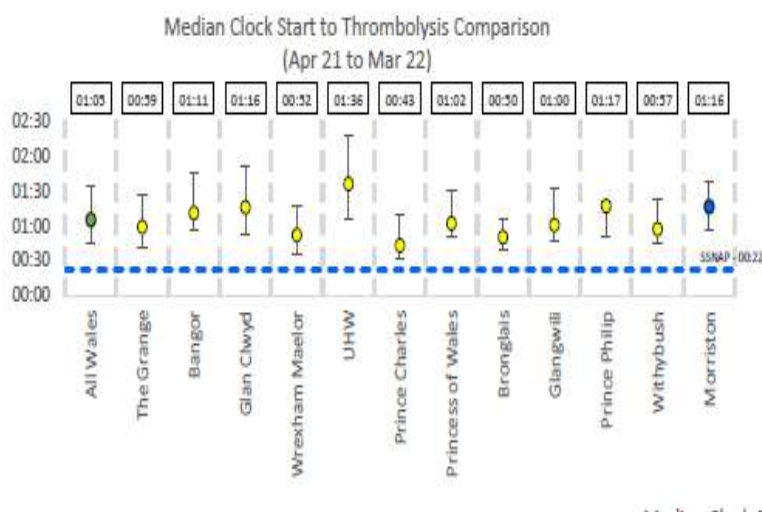 Median Clock Start to Thrombolysis Comparison
(Apr 21 to Mar 22)
01:05 00:59 01:11 01:16 00:52 01:36 00:43 01:02 00:50 01:00 01:17 00:57 01:16
02:30
02:00
01:30
01:00
00:30
SSNAP - 00:22
00:00
All Wales
The Grange
Bangor
Glan Clwyd
Wrexham Maelor
UHW
Prince Charles
Princess of Wales
Bronglais
Glangwili
Prince Philip
Withybush
Morriston